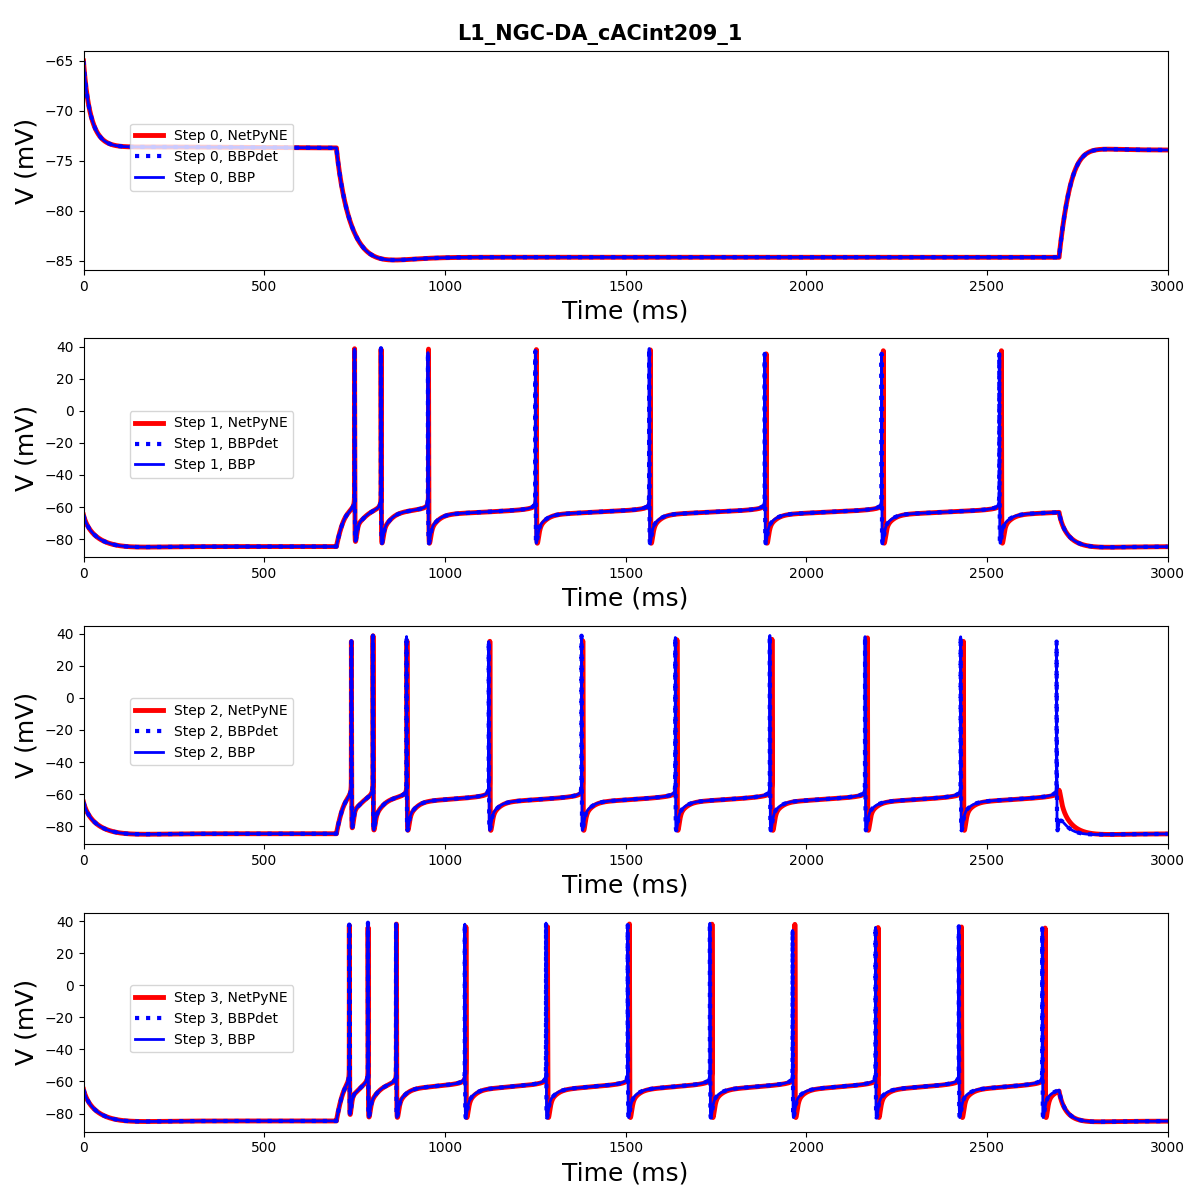 L1_NGC-DA_cACint209_1
−65
−70
−75
−80
−85
V (mV)
Step 0, NetPyNE
Step 0, BBPdet
Step 0, BBP
0 500 1000 1500 2000 2500 3000
Time (ms)
40
20
0
−20
−40
−60
−80
V (mV)
Step 1, NetPyNE
Step 1, BBPdet
Step 1, BBP
0 500 1000 1500 2000 2500 3000
Time (ms)
40
20
0
−20
−40
−60
−80
V (mV)
Step 2, NetPyNE
Step 2, BBPdet
Step 2, BBP
0 500 1000 1500 2000 2500 3000
Time (ms)
40
20
0
−20
−40
−60
−80
V (mV)
Step 3, NetPyNE
Step 3, BBPdet
Step 3, BBP
0 500 1000 1500 2000 2500 3000
Time (ms)